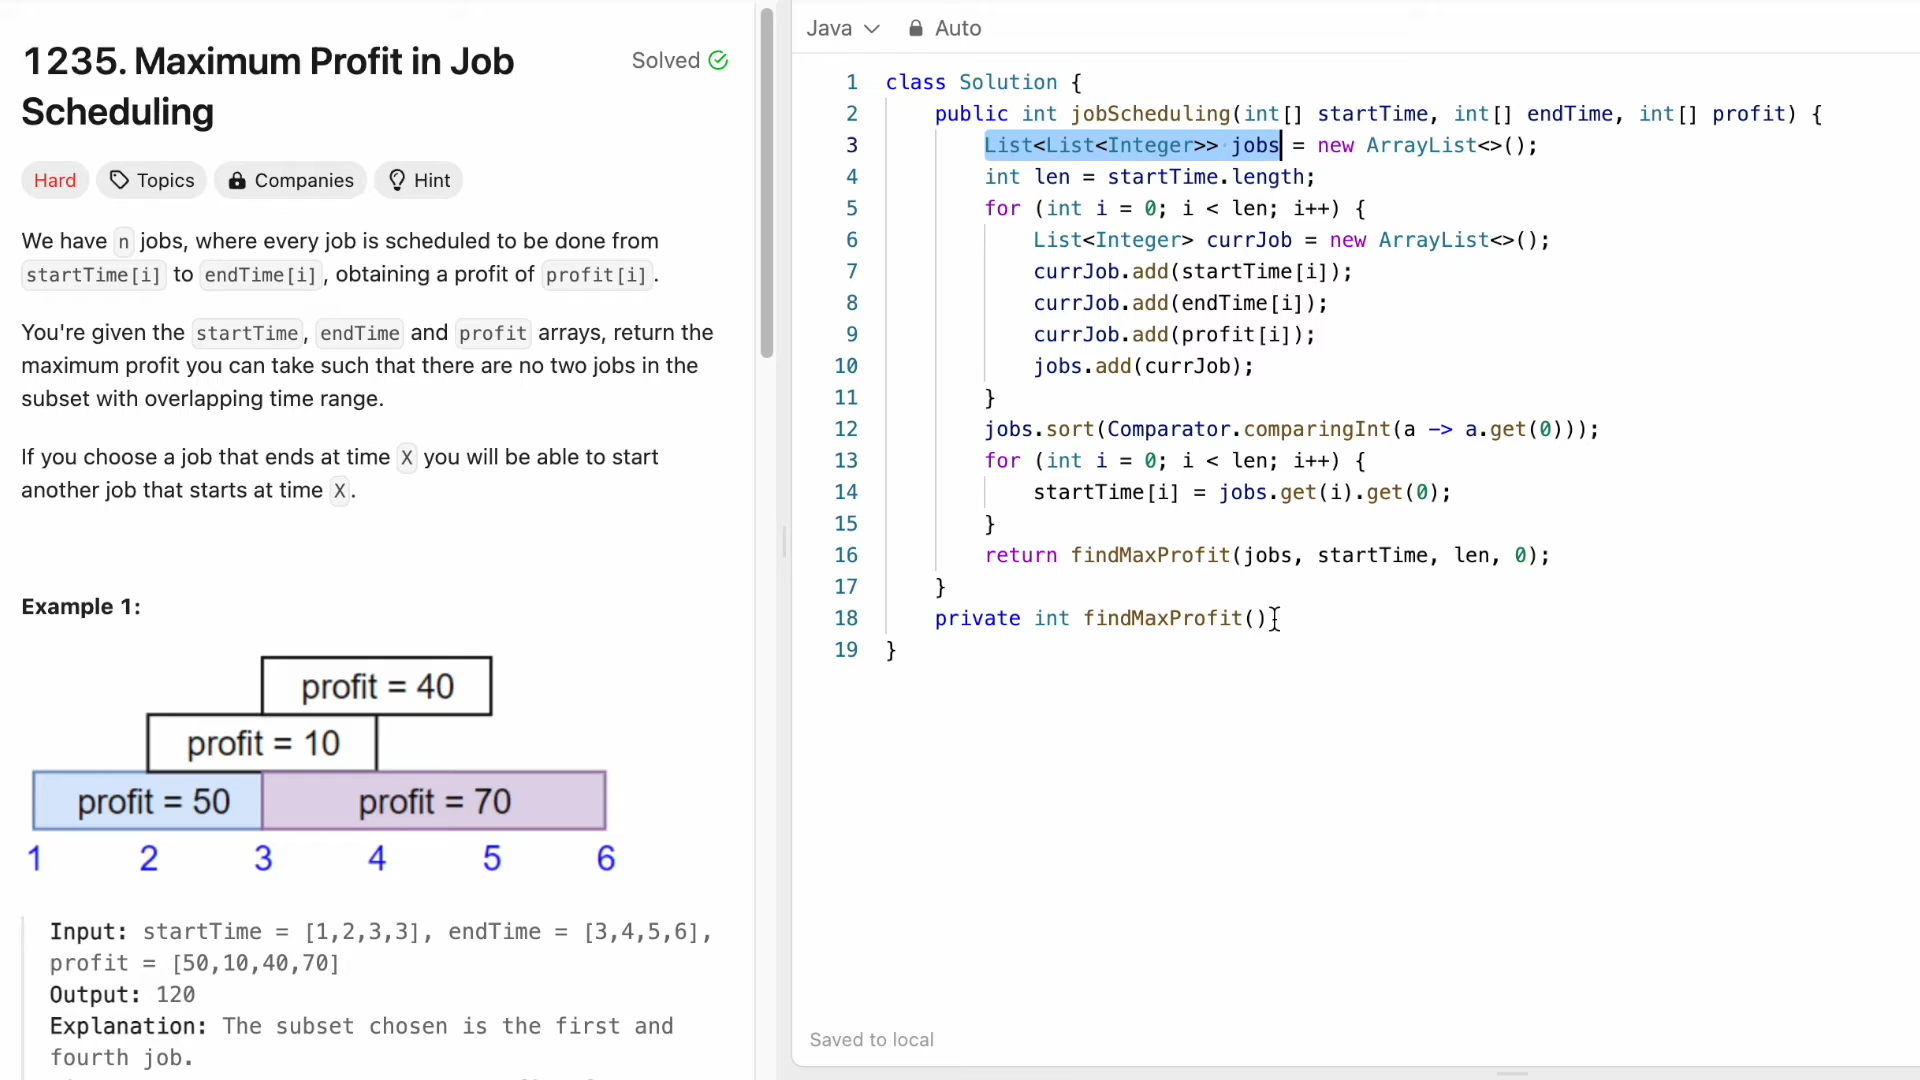 1235. Maximum Profit in Job
Scheduling
Solved
Hard
Topics
Companies
Hint
We have n jobs, where every job is scheduled to be done from
startTime[i] to endTime[i], obtaining a profit of profit[i].
You're given the startTime, endTime and profit arrays, return the
maximum profit you can take such that there are no two jobs in the
subset with overlapping time range.
If you choose a job that ends at time X you will be able to start
another job that starts at time X.
Example 1:
profit = 40
profit = 10
profit = 50
profit = 70
1 2 3 4 5 6
Input: startTime = [1,2,3,3], endTime = [3,4,5,6],
profit = [50,10,40,70]
Output: 120
Explanation: The subset chosen is the first and
fourth job.
Java
Auto
1 class Solution {
2 public int jobScheduling(int[] startTime, int[] endTime, int[] profit) {
3 List<List<Integer>> jobs = new ArrayList<>();
4 int len = startTime.length;
5 for (int i = 0; i < len; i++) {
6 List<Integer> currJob = new ArrayList<>();
7 currJob.add(startTime[i]);
8 currJob.add(endTime[i]);
9 currJob.add(profit[i]);
10 jobs.add(currJob);
11 }
12 jobs.sort(Comparator.comparingInt(a -> a.get(0)));
13 for (int i = 0; i < len; i++) {
14 startTime[i] = jobs.get(i).get(0);
15 }
16 return findMaxProfit(jobs, startTime, len, 0);
17 }
18 private int findMaxProfit()
19 }
Saved to local